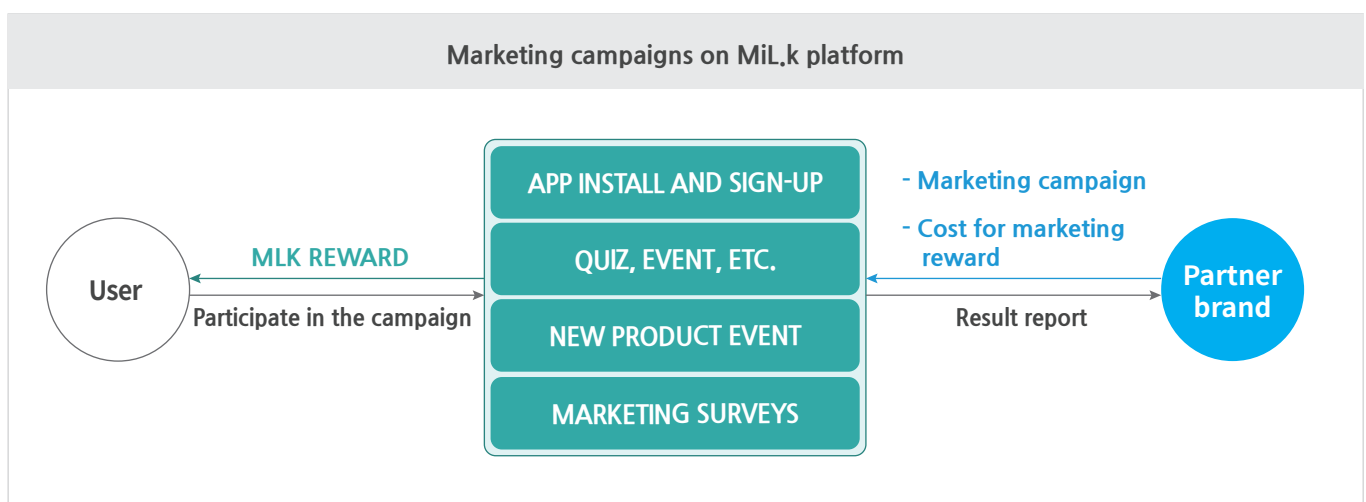 Marketing campaigns on MiL.k platform
User
MLK REWARD
Participate in the campaign
APP INSTALL AND SIGN-UP
QUIZ, EVENT, ETC.
NEW PRODUCT EVENT
MARKETING SURVEYS
- Marketing campaign
- Cost for marketing
reward
Result report
Partner
brand